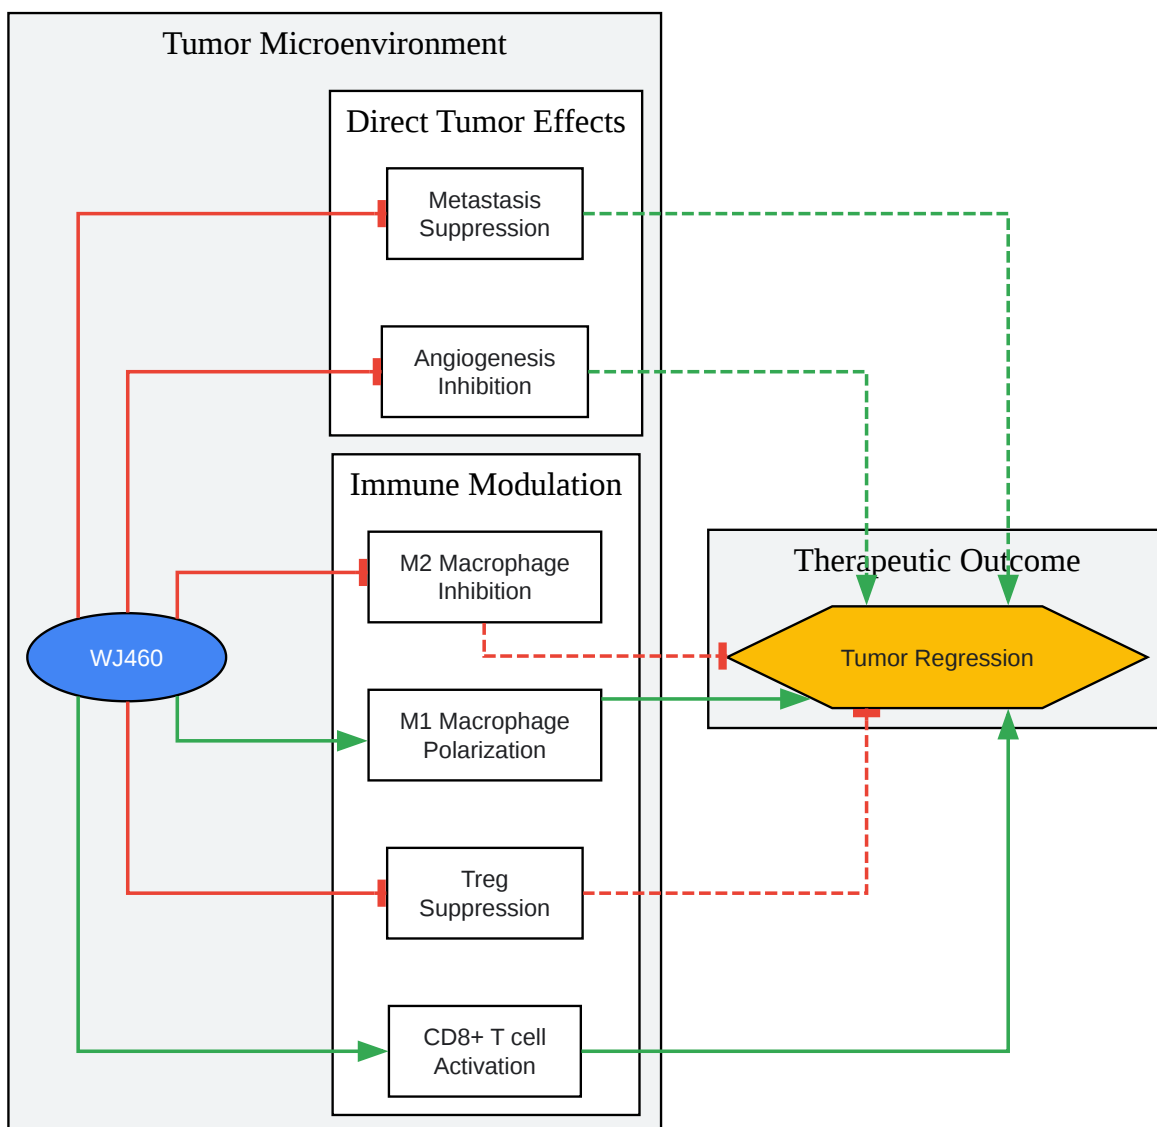 Tumor Microenvironment
Direct Tumor Effects
Metastasis
Suppression
Angiogenesis
Inhibition
Immune Modulation
M2 Macrophage
Inhibition
Therapeutic Outcome
WJ460
Tumor Regression
M1 Macrophage
Polarization
Treg
Suppression
CD8+ T cell
Activation